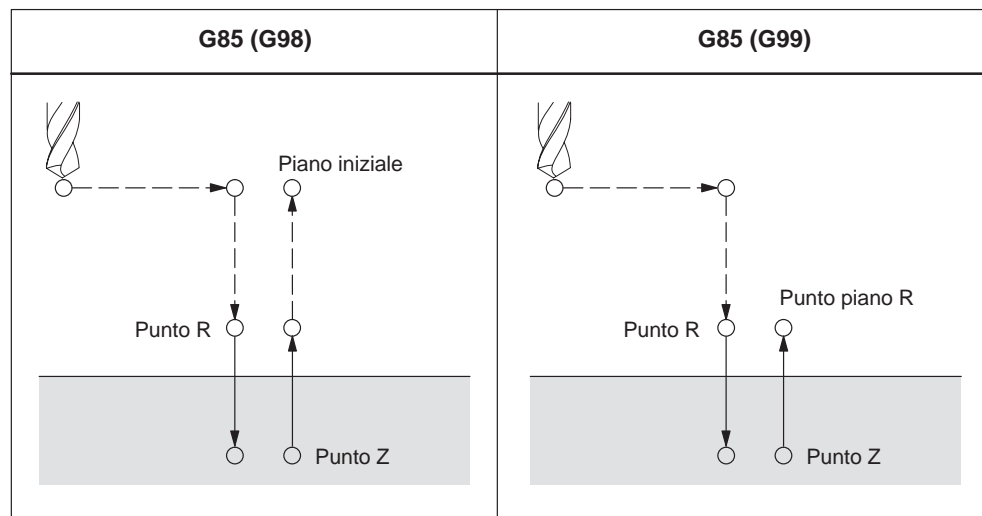 G85 (G98)
G85 (G99)
Piano iniziale
Punto R
Punto Z
Punto piano R
Punto R
Punto Z